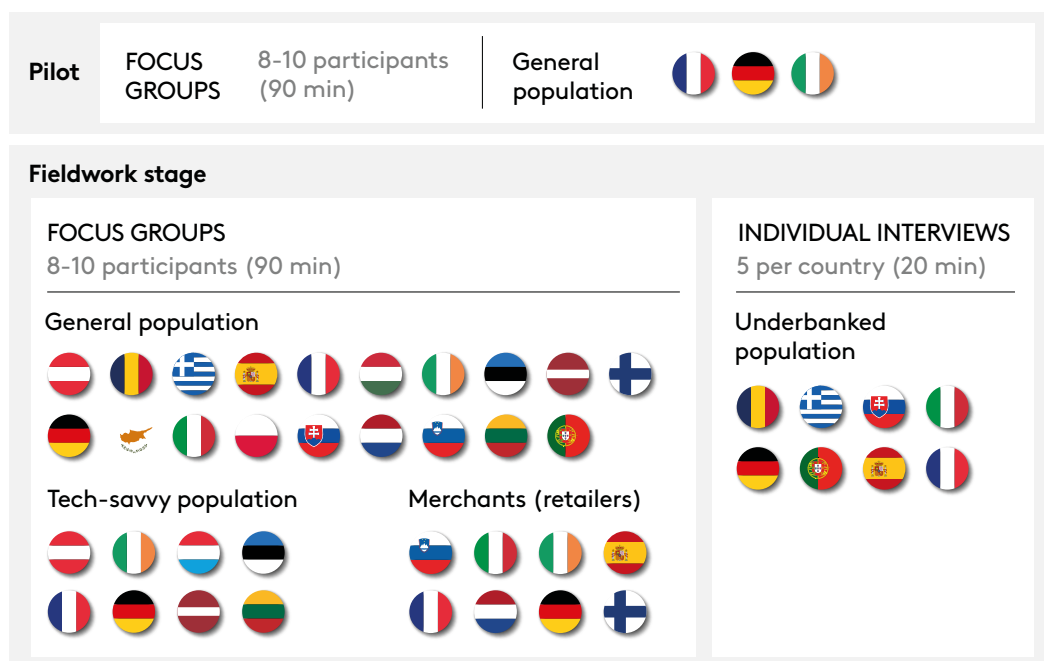 Pilot
FOCUS
GROUPS
8-10 participants
(90 min)
General
population
Fieldwork stage
FOCUS GROUPS
8-10 participants (90 min)
General population
Tech-savvy population
Merchants (retailers)
INDIVIDUAL INTERVIEWS
5 per country (20 min)
Underbanked
population